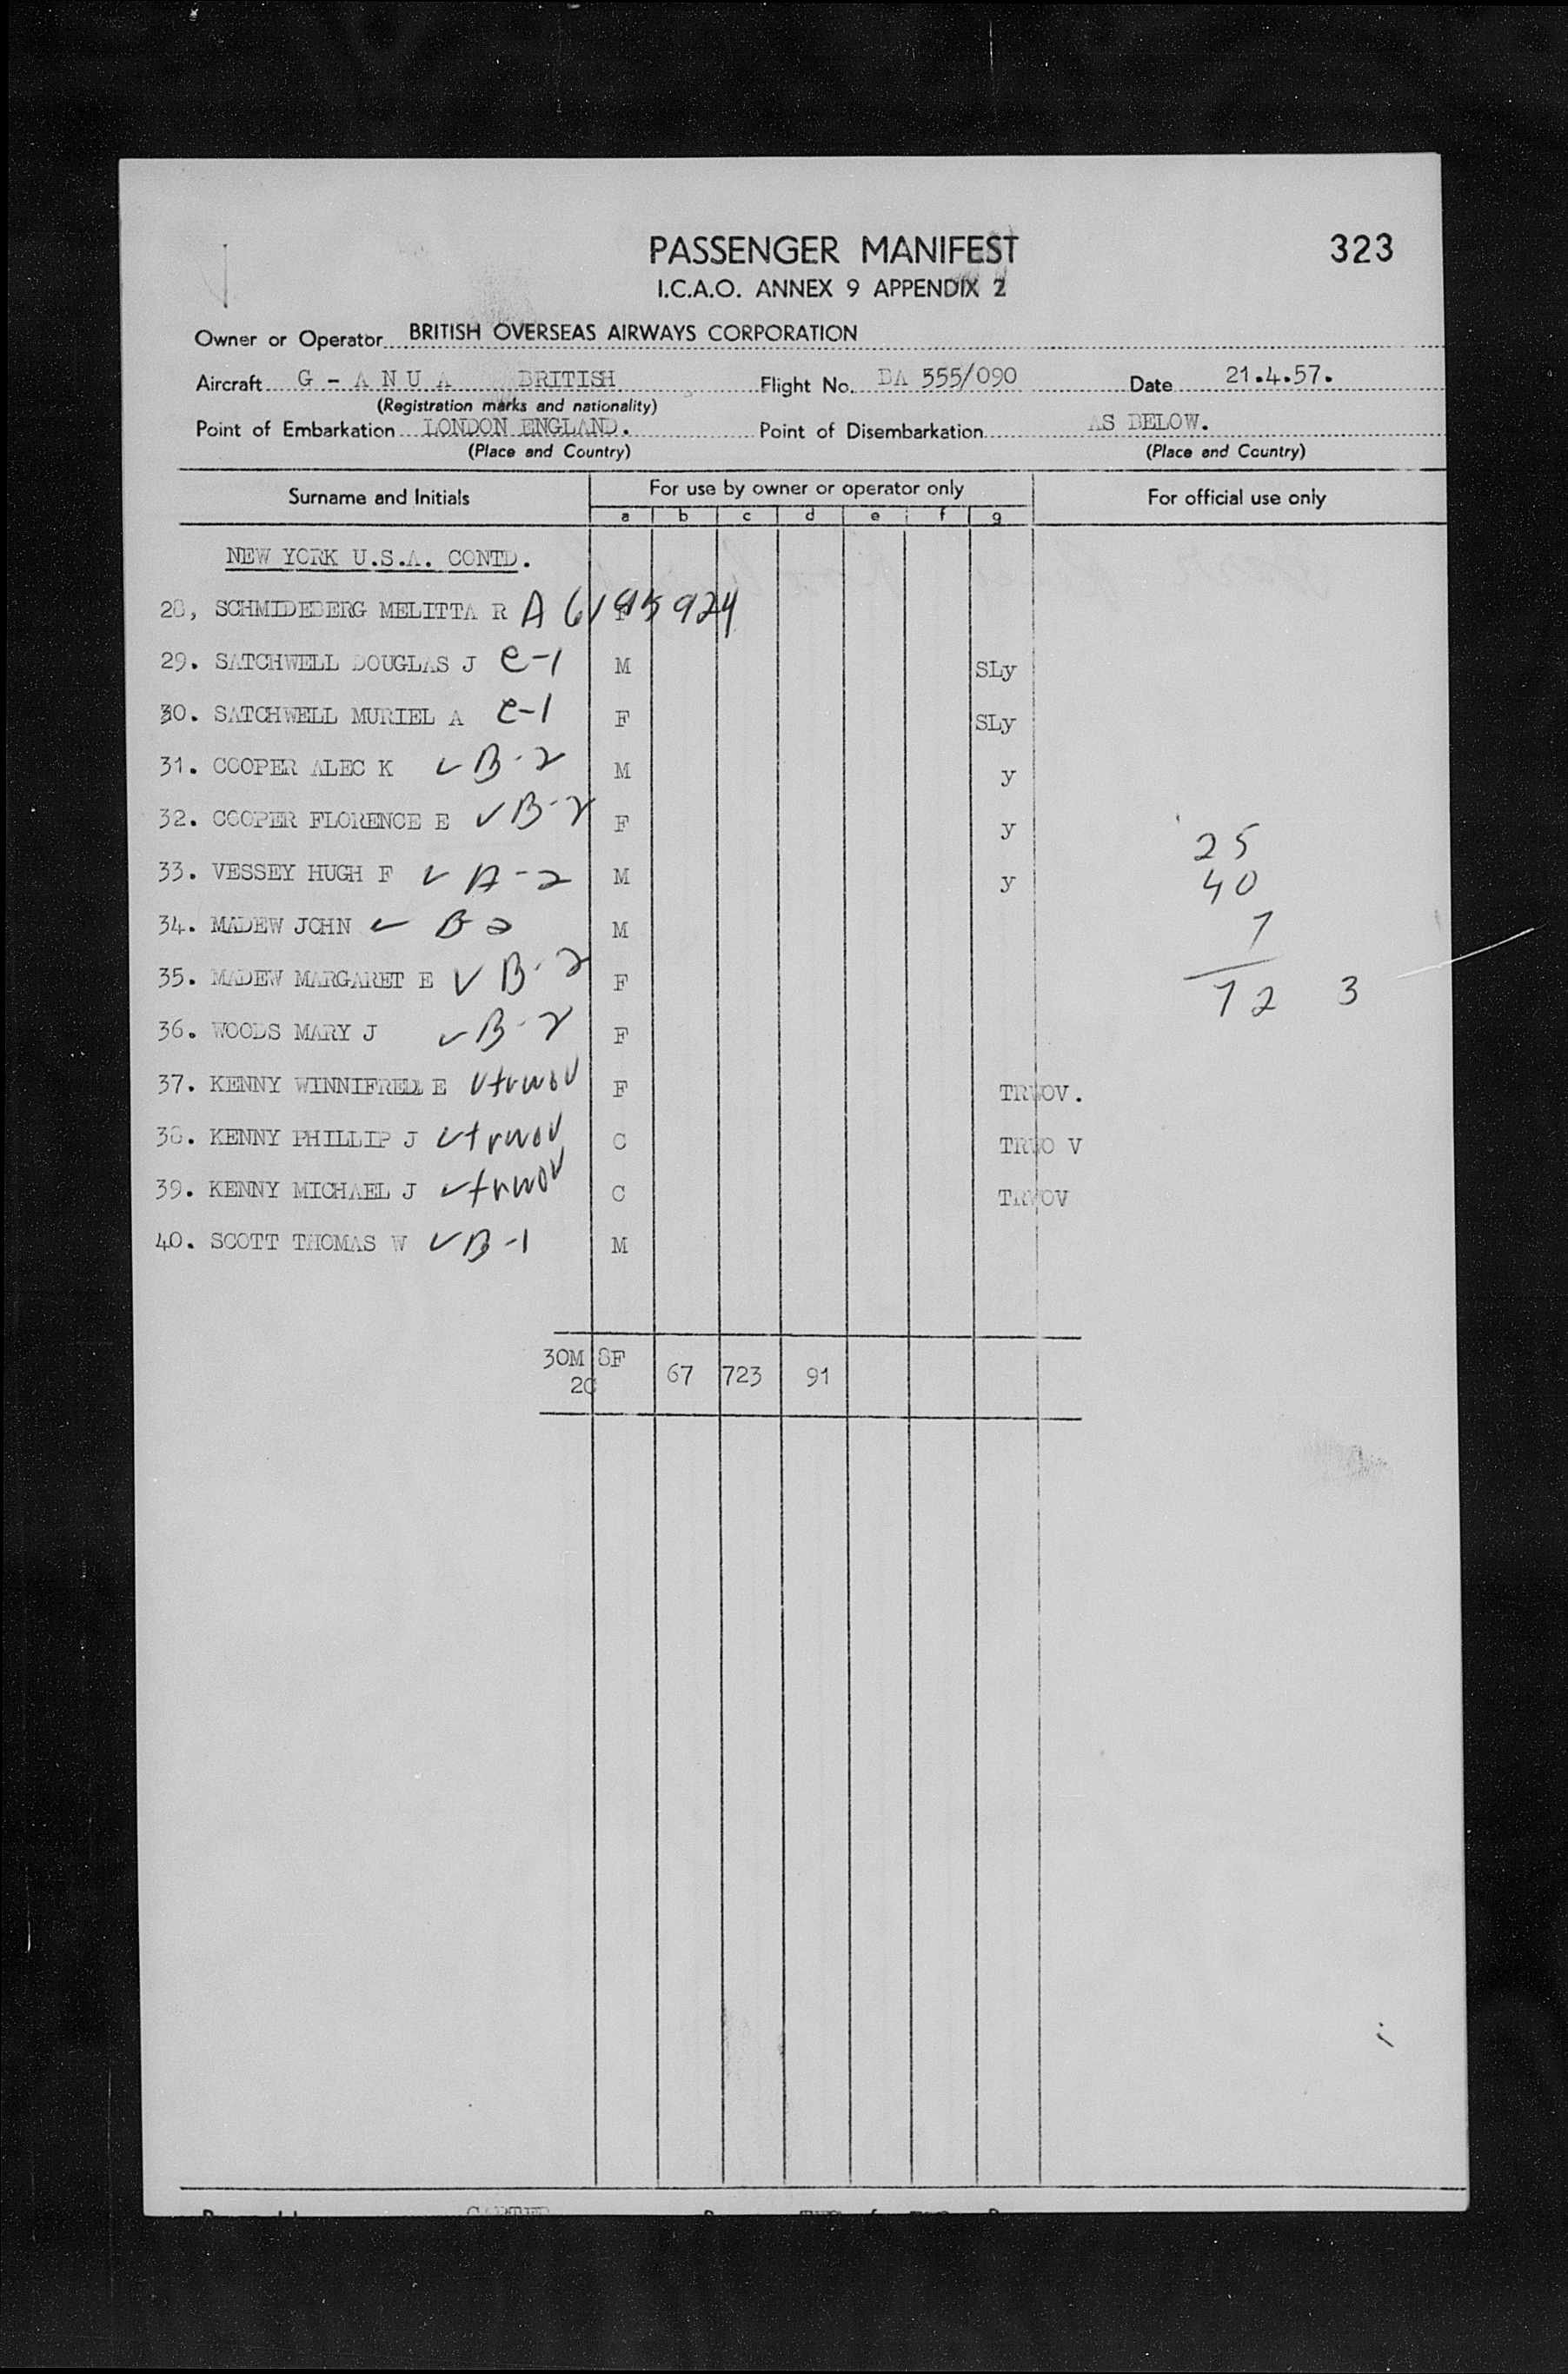 PASSENGER MANIFEST 323
I.C.A.O. ANNEX 9 APPENDIX 2
Owner or Operator BRITISH OVERSEAS AIRWAYS CORPORATION
Aircraft G - A N U A BRITISH Flight No. BA 555/090 Date 21.4.57.
(Registration marks and nationality)
Point of Embarkation LONDON ENGLAND. Point of Disembarkation AS BELOW.
(Place and Country) (Place and Country)
Surname and Initials For use by owner or operator only For official use only
a b c d e f g
NEW YORK U.S.A. CONTD.
28, SCHMIDEBERG MELITTA R A6195924 F
29. SATCHWELL DOUGLAS J C-1 M SLy
30. SATCHWELL MURIEL A C-1 F SLy
31. COOPER ALEC K ✓ B-2 M y
32. COOPER FLORENCE E ✓ B-2 F y
25
33. VESSEY HUGH F ✓ A-2 M y
40
34. MADEW JOHN ✓ B2 M
7
35. MADEW MARGARET E ✓ B-2 F
72 3
36. WOODS MARY J ✓ B-2 F
37. KENNY WINNIFRED E ✓ trwov F TRWOV.
38. KENNY PHILLIP J ✓ trwov C TRWO V
39. KENNY MICHAEL J ✓ trwov C TRWOV
40. SCOTT THOMAS W ✓ B-1 M
30M 8F 67 723 91
2C